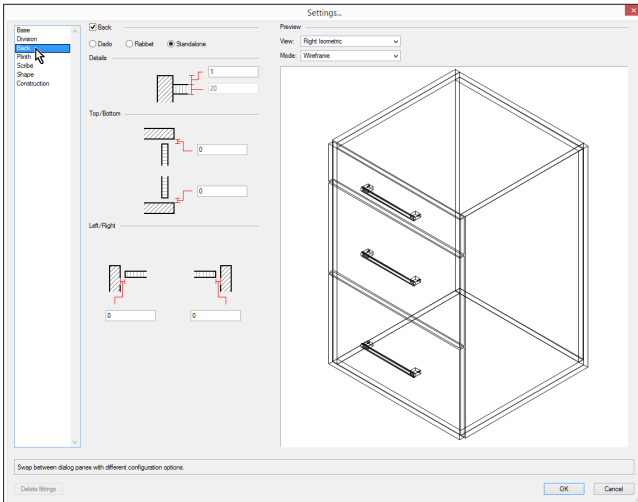 Settings...
Base
Division
Back
Plinth
Scribe
Shape
Construction
Back
Dado Rabbet Standalone
Details
1
20
Top/Bottom
0
0
Left/Right
0 0
Preview
View: Right Isometric
Mode: Wireframe
Swap between dialog panes with different configuration options.
Delete fittings OK Cancel